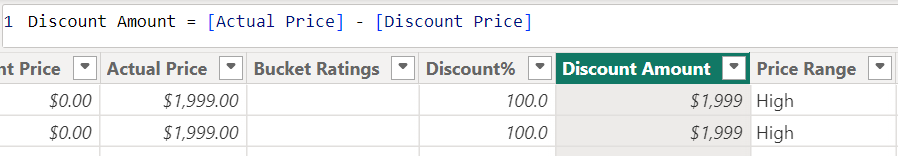 1 Discount Amount = [Actual Price] - [Discount Price]
nt Price Actual Price Bucket Ratings Discount% Discount Amount Price Range
$0.00 $1,999.00 100.0 $1,999 High
$0.00 $1,999.00 100.0 $1,999 High